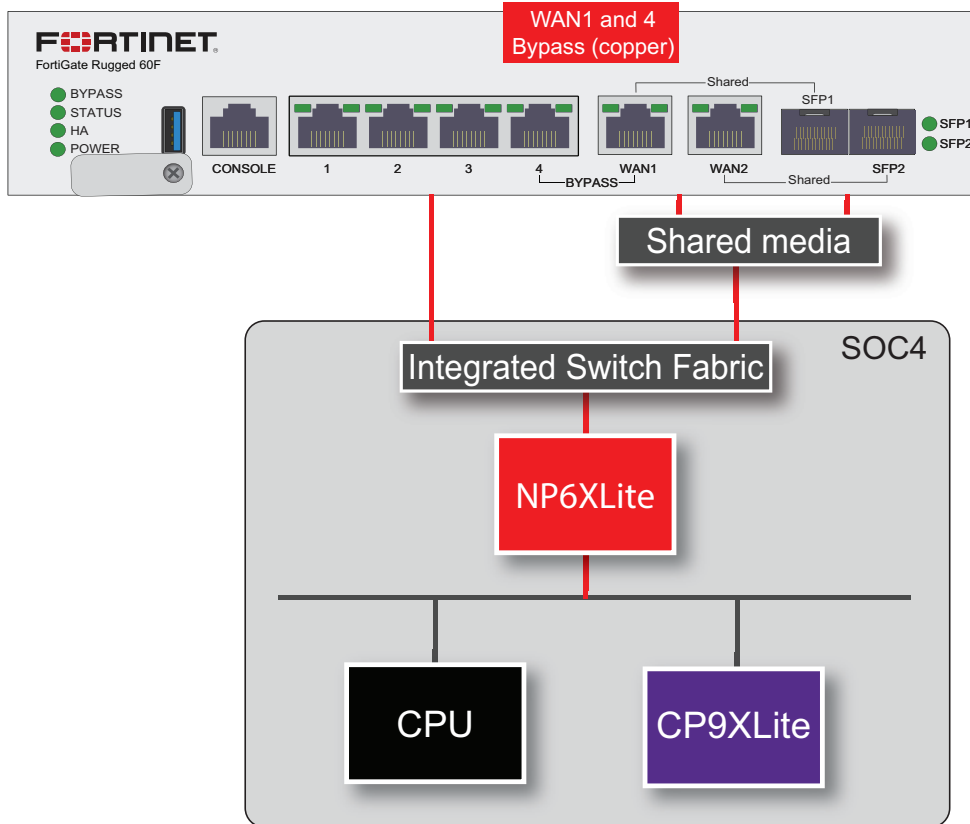 WAN1 and 4
Bypass (copper)
FORTINET
FortiGate Rugged 60F
BYPASS
STATUS
HA
POWER
CONSOLE
1
2
3
4
BYPASS
WAN1
WAN2
Shared
SFP1
Shared
SFP2
SFP1
SFP2
Shared media
SOC4
Integrated Switch Fabric
NP6XLite
CPU
CP9XLite